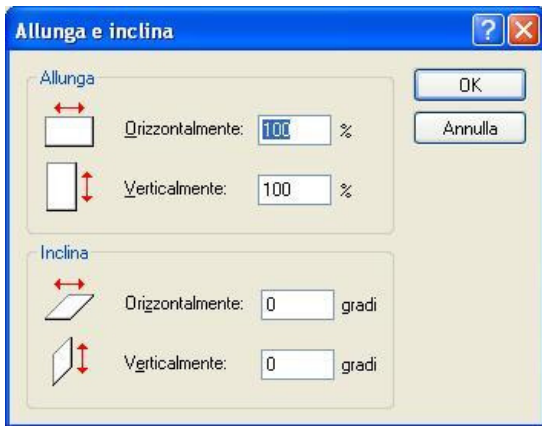 Allunga e inclina
Allunga
Orizzontalmente: 100 %
Verticalmente: 100 %
OK
Annulla
Inclina
Orizzontalmente: 0 gradi
Verticalmente: 0 gradi